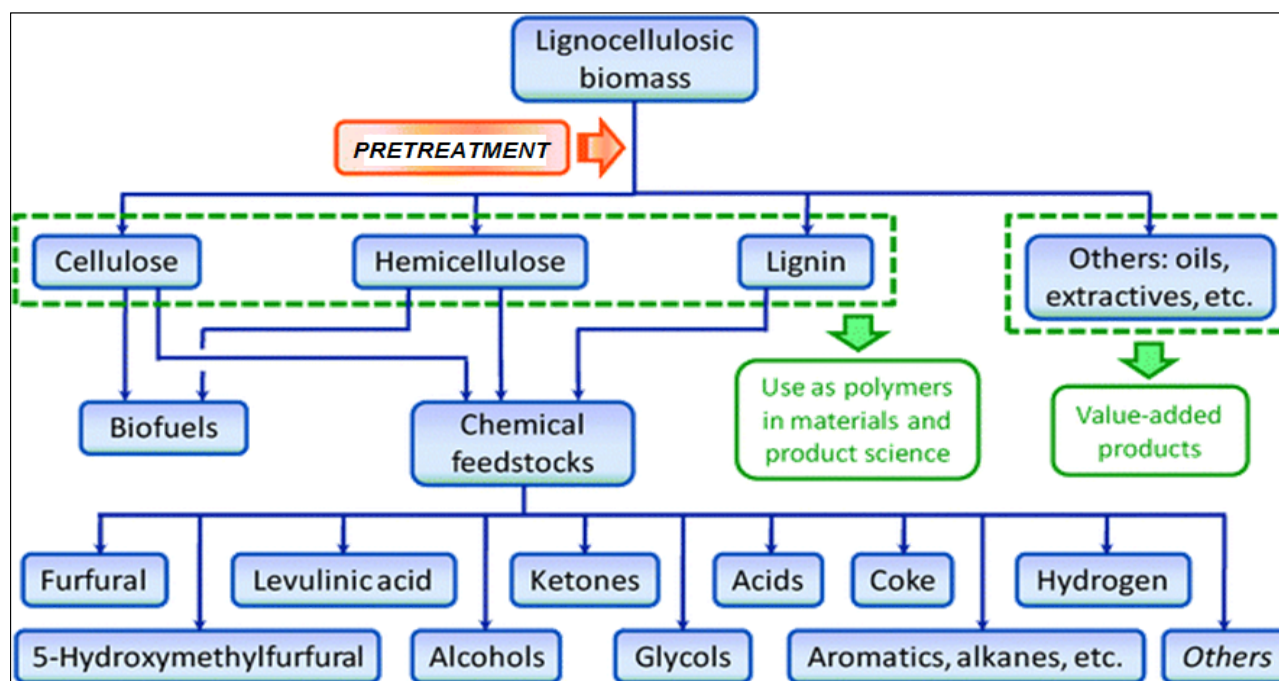 Lignocellulosic
biomass
PRETREATMENT
Cellulose
Hemicellulose
Lignin
Others: oils,
extractives, etc.
Biofuels
Chemical
feedstocks
Use as polymers
in materials and
product science
Value-added
products
Furfural
Levulinic acid
Ketones
Acids
Coke
Hydrogen
5-Hydroxymethylfurfural
Alcohols
Glycols
Aromatics, alkanes, etc.
Others